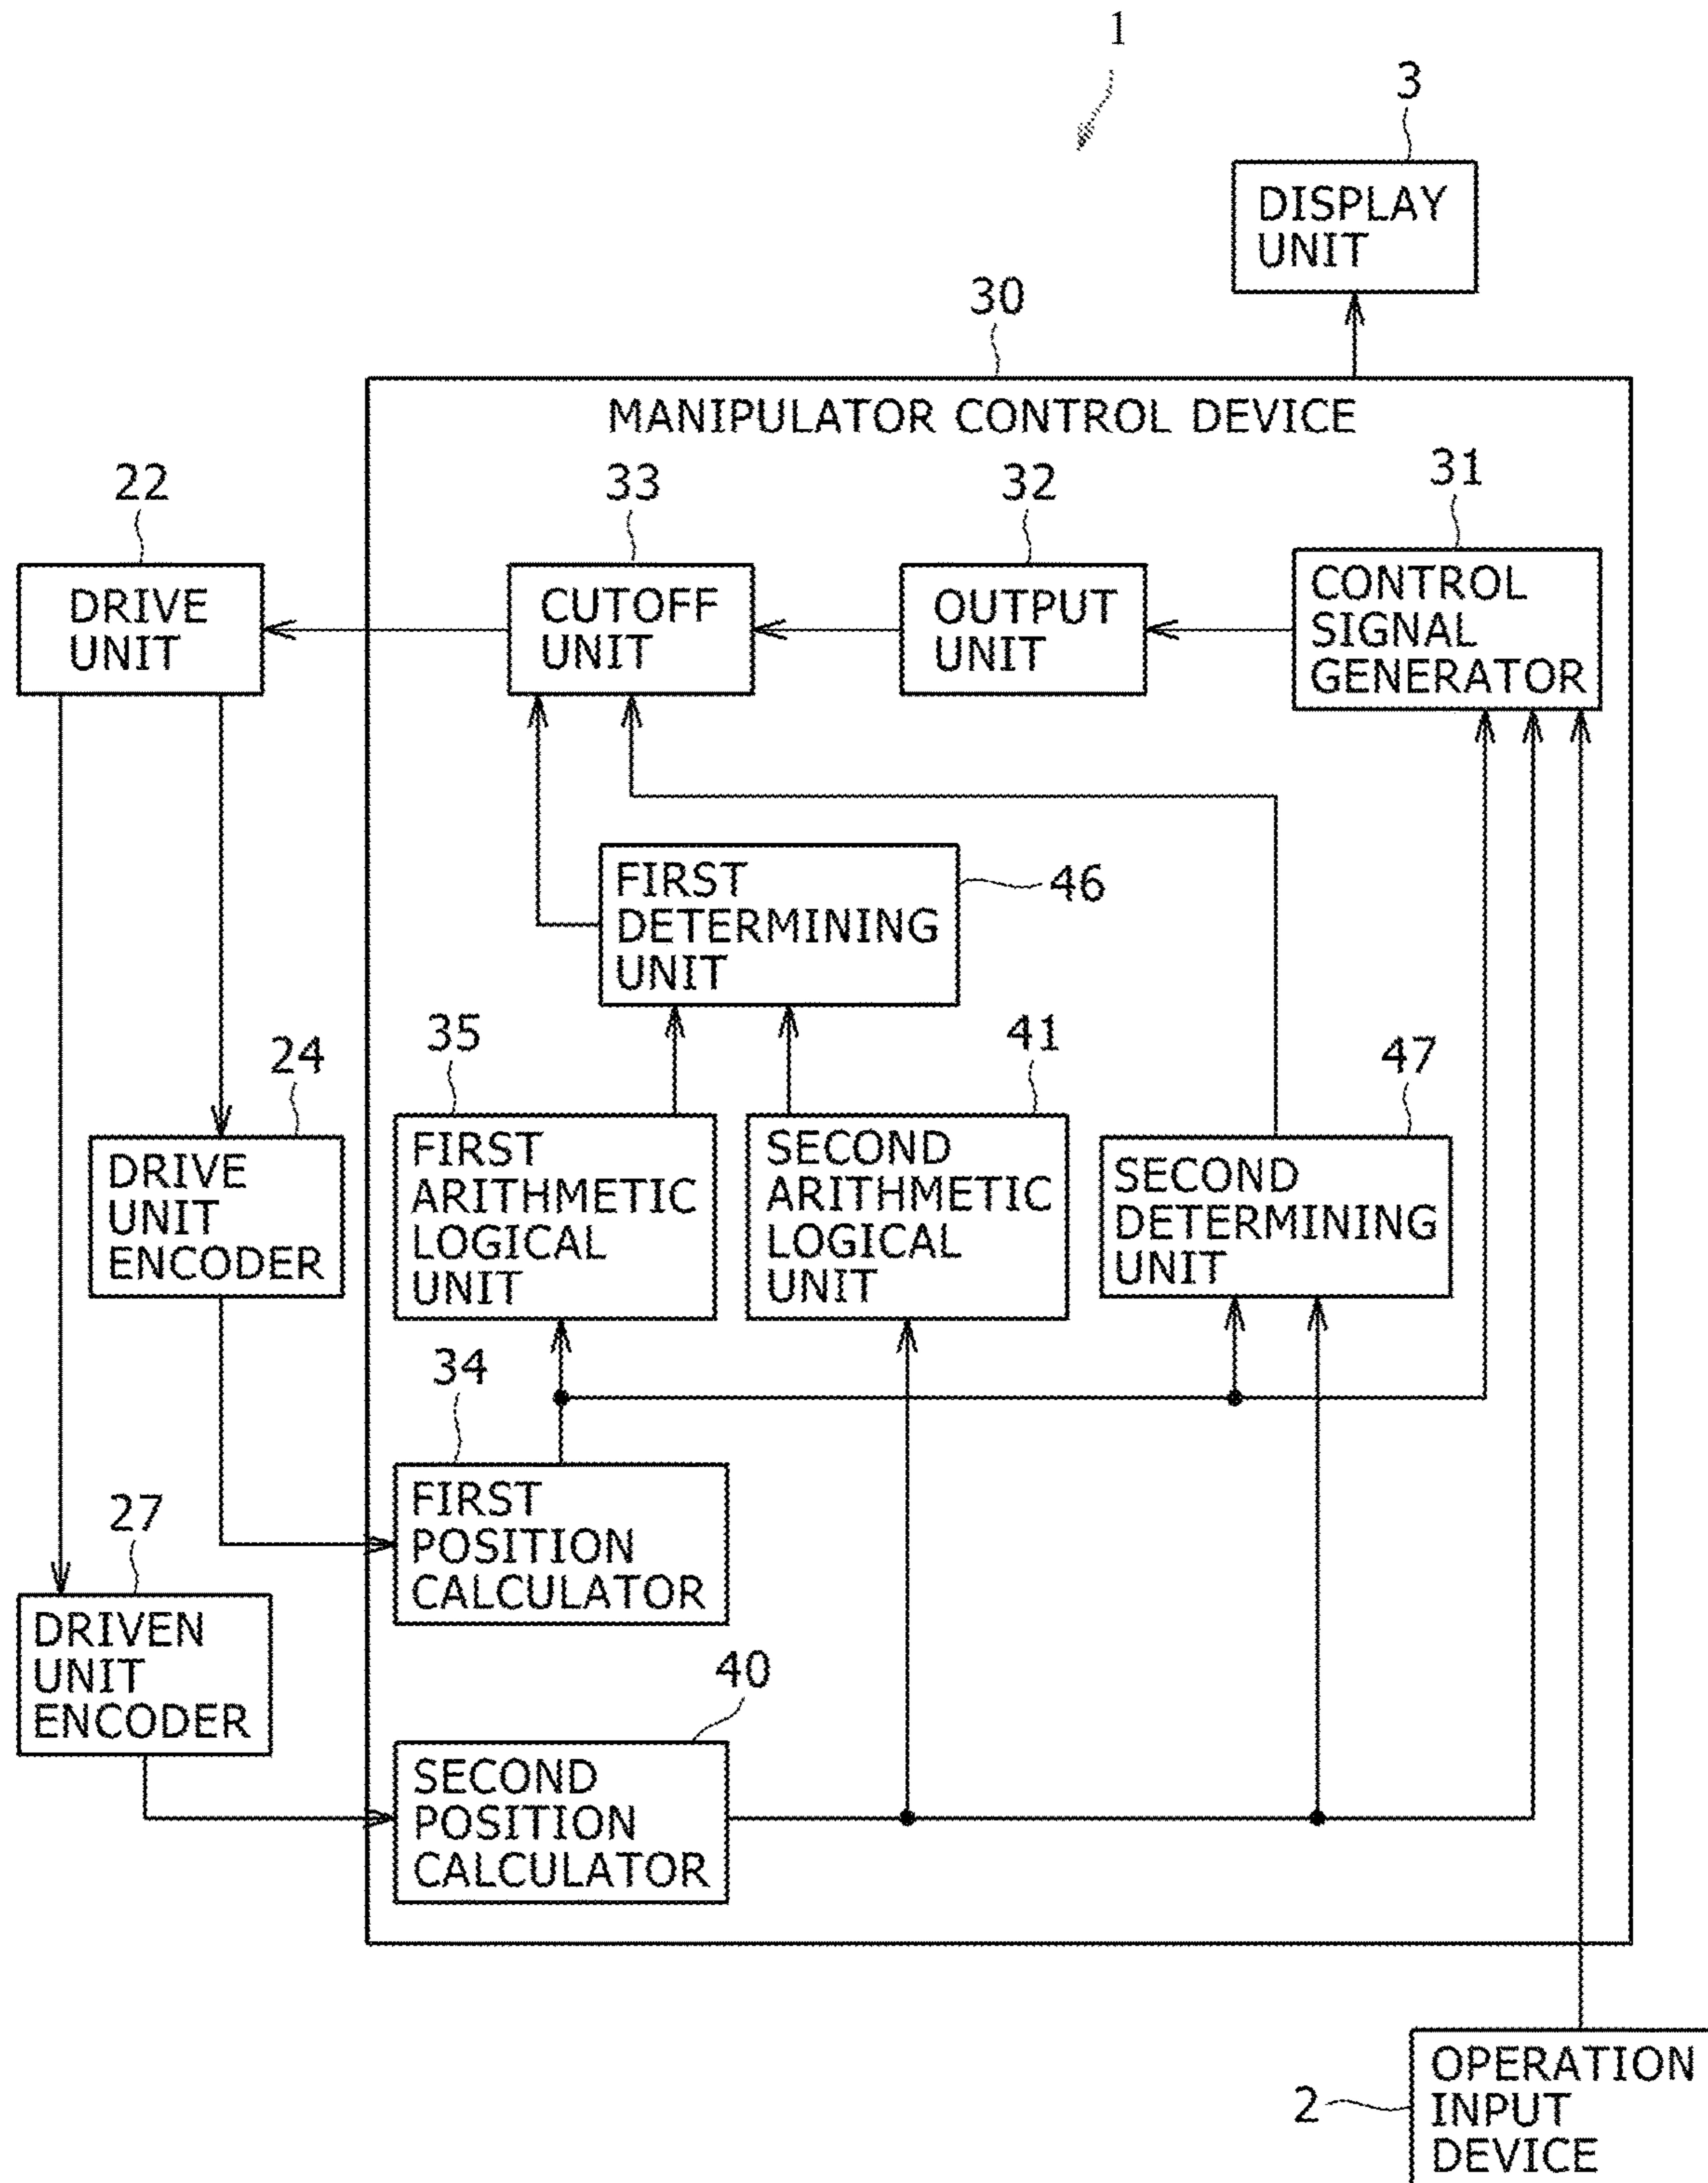 1
3
DISPLAY
UNIT
30
MANIPULATOR CONTROL DEVICE
22
33
32
31
DRIVE
UNIT
CUTOFF
UNIT
OUTPUT
UNIT
CONTROL
SIGNAL
GENERATOR
FIRST
DETERMINING
UNIT
46
35
41
47
24
FIRST
ARITHMETIC
LOGICAL
UNIT
SECOND
ARITHMETIC
LOGICAL
UNIT
SECOND
DETERMINING
UNIT
DRIVE
UNIT
ENCODER
34
FIRST
POSITION
CALCULATOR
27
DRIVEN
UNIT
ENCODER
40
SECOND
POSITION
CALCULATOR
2
OPERATION
INPUT
DEVICE